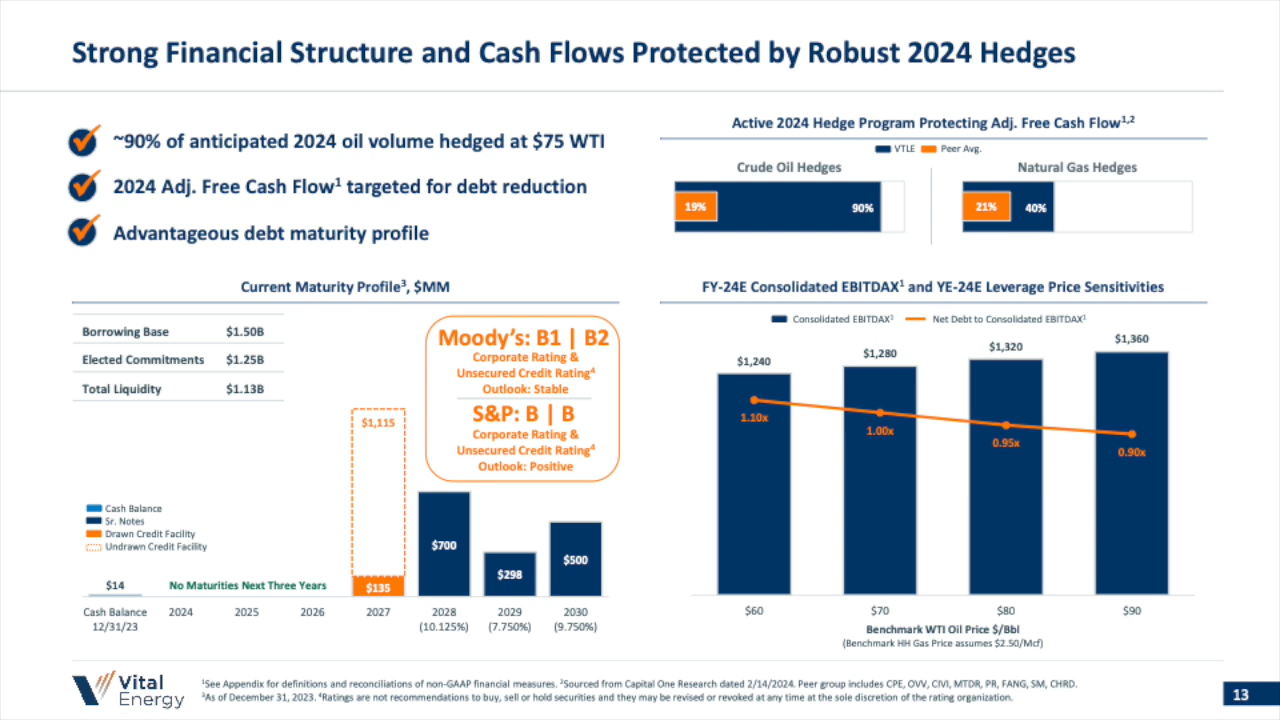 Strong Financial Structure and Cash Flows Protected by Robust 2024 Hedges
~90% of anticipated 2024 oil volume hedged at $75 WTI
2024 Adj. Free Cash Flow¹ targeted for debt reduction
Advantageous debt maturity profile
Active 2024 Hedge Program Protecting Adj. Free Cash Flow¹,²
VTLE Peer Avg.
Crude Oil Hedges
19% 90%
Natural Gas Hedges
21% 40%
Current Maturity Profile³, $MM
Borrowing Base $1.50B
Elected Commitments $1.25B
Total Liquidity $1.13B
Moody's: B1 | B2
Corporate Rating &
Unsecured Credit Rating⁴
Outlook: Stable
S&P: B | B
Corporate Rating &
Unsecured Credit Rating⁴
Outlook: Positive
Cash Balance
Sr. Notes
Drawn Credit Facility
Undrawn Credit Facility
$1,115
$700
$298
$500
$14
No Maturities Next Three Years
$135
Cash Balance 2024 2025 2026 2027 2028 2029 2030
12/31/23 (10.125%) (7.750%) (9.750%)
FY-24E Consolidated EBITDAX¹ and YE-24E Leverage Price Sensitivities
Consolidated EBITDAX¹ Net Debt to Consolidated EBITDAX¹
$1,240 $1,280 $1,320 $1,360
1.10x 1.00x 0.95x 0.90x
$60 $70 $80 $90
Benchmark WTI Oil Price $/Bbl
(Benchmark HH Gas Price assumes $2.50/Mcf)
Vital
Energy
¹See Appendix for definitions and reconciliations of non-GAAP financial measures. ²Sourced from Capital One Research dated 2/14/2024. Peer group includes CPE, OVV, CIVI, MTDR, PR, FANG, SM, CHRD.
³As of December 31, 2023. ⁴Ratings are not recommendations to buy, sell or hold securities and they may be revised or revoked at any time at the sole discretion of the rating organization.
13